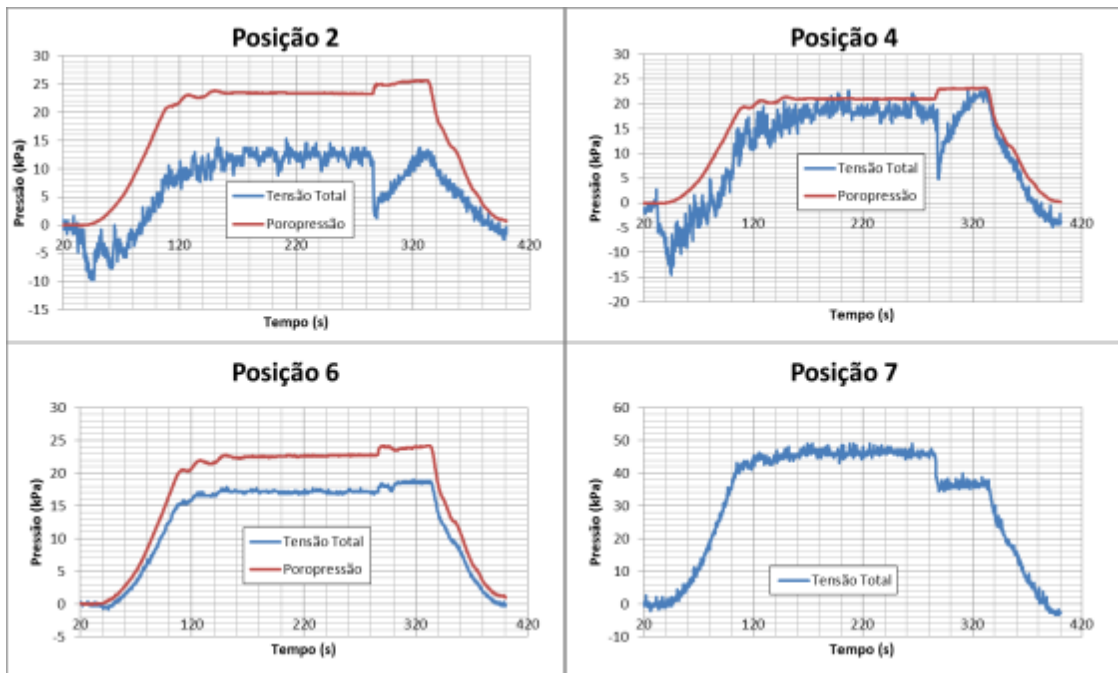 Posição 2
30
25
20
15
10
5
0
-5
-10
-15
20 120 220 320 420
Pressão (kPa)
Tempo (s)
Tensão Total
Poropressão
Posição 4
30
25
20
15
10
5
0
-5
-10
-15
-20
20 120 220 320 420
Pressão (kPa)
Tempo (s)
Tensão Total
Poropressão
Posição 6
30
25
20
15
10
5
0
-5
20 120 220 320 420
Pressão (kPa)
Tempo (s)
Tensão Total
Poropressão
Posição 7
60
50
40
30
20
10
0
-10
20 120 220 320 420
Pressão (kPa)
Tempo (s)
Tensão Total